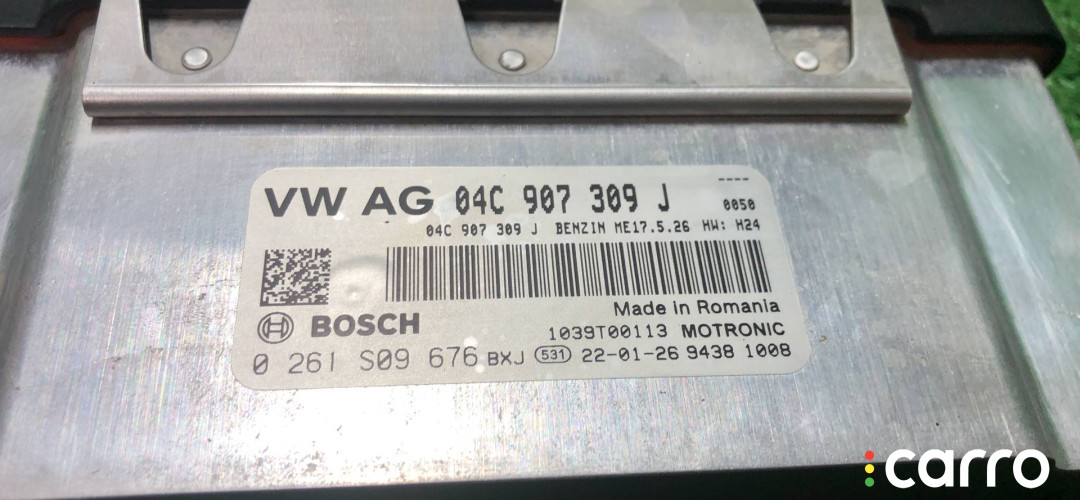 VW AG 04C 907 309 J ----
0050
04C 907 309 J BENZIN ME17.5.26 HW: H24
Made in Romania
BOSCH 1039T00113 MOTRONIC
0 261 S09 676 BXJ 531 22-01-26 9438 1008
carro